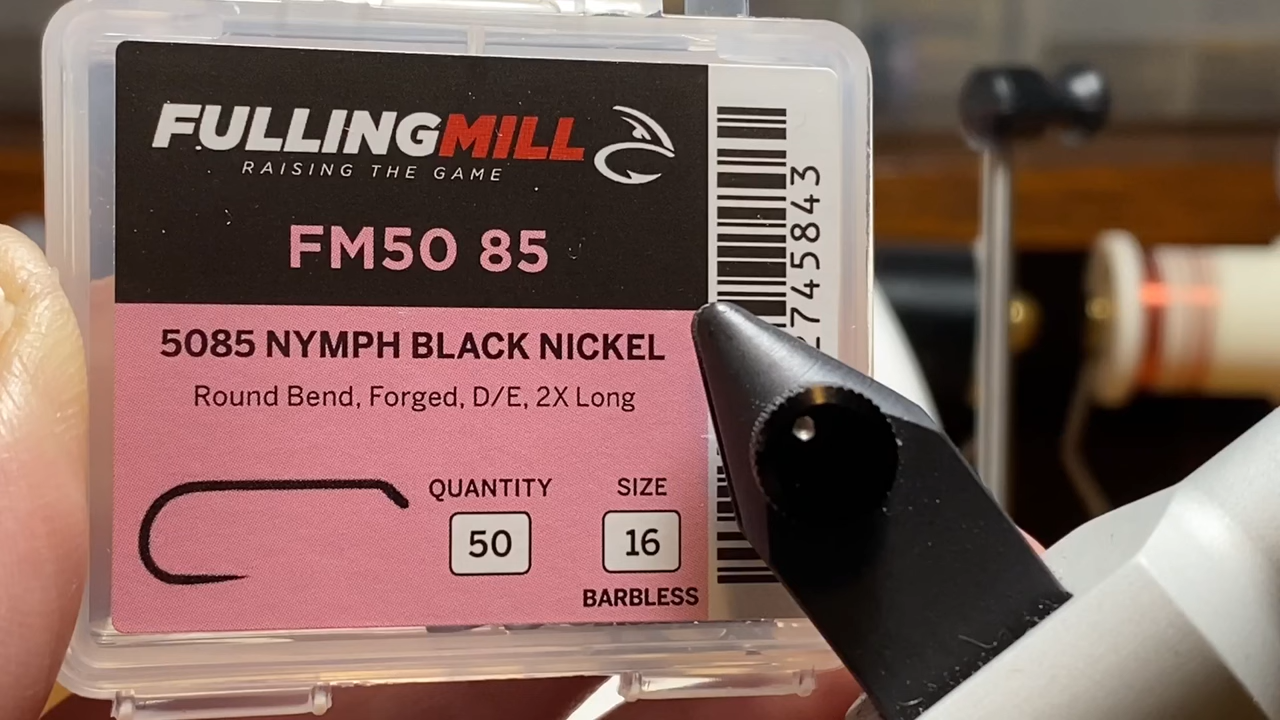 FULLINGMILL
RAISING THE GAME
FM50 85
5085 NYMPH BLACK NICKEL
Round Bend, Forged, D/E, 2X Long
QUANTITY
50
SIZE
16
BARBLESS
2745843